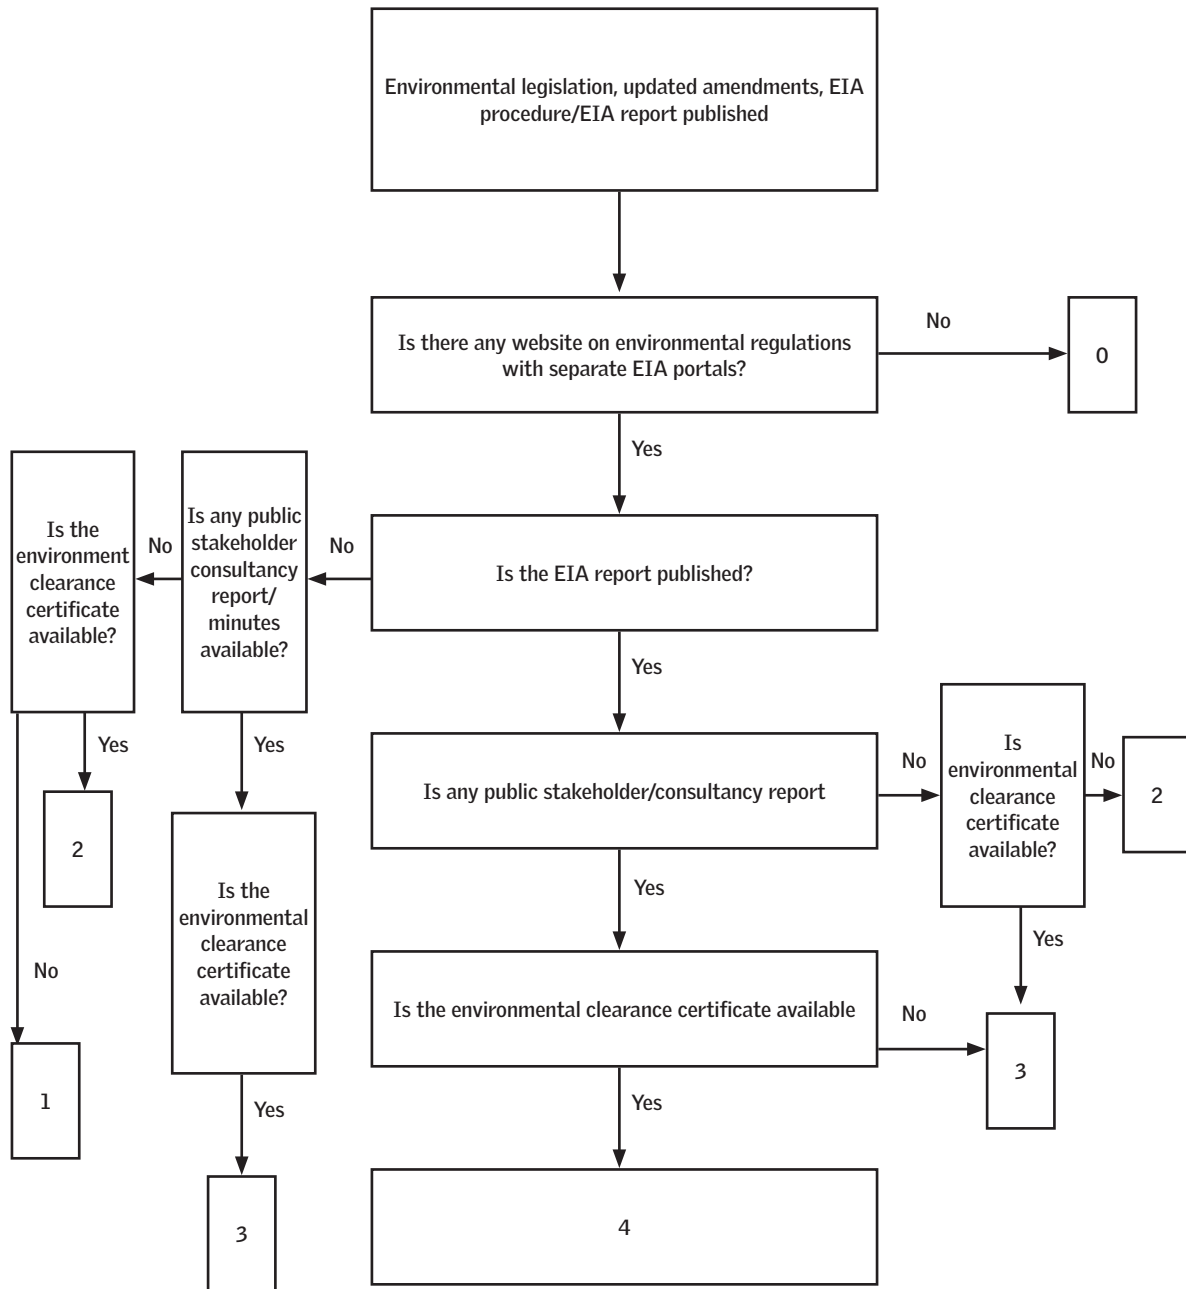 Environmental legislation, updated amendments, EIA
procedure/EIA report published
Is there any website on environmental regulations
with separate EIA portals?
No
0
Yes
Is the
environment
clearance
certificate
available?
No
Is any public
stakeholder
consultancy
report/
minutes
available?
No
Is the EIA report published?
Yes
Yes
2
Yes
Is any public stakeholder/consultancy report
No
Is
environmental
clearance
certificate
available?
No
2
Is the
environmental
clearance
certificate
available?
Yes
Yes
No
Is the environmental clearance certificate available
No
3
1
Yes
Yes
3
4